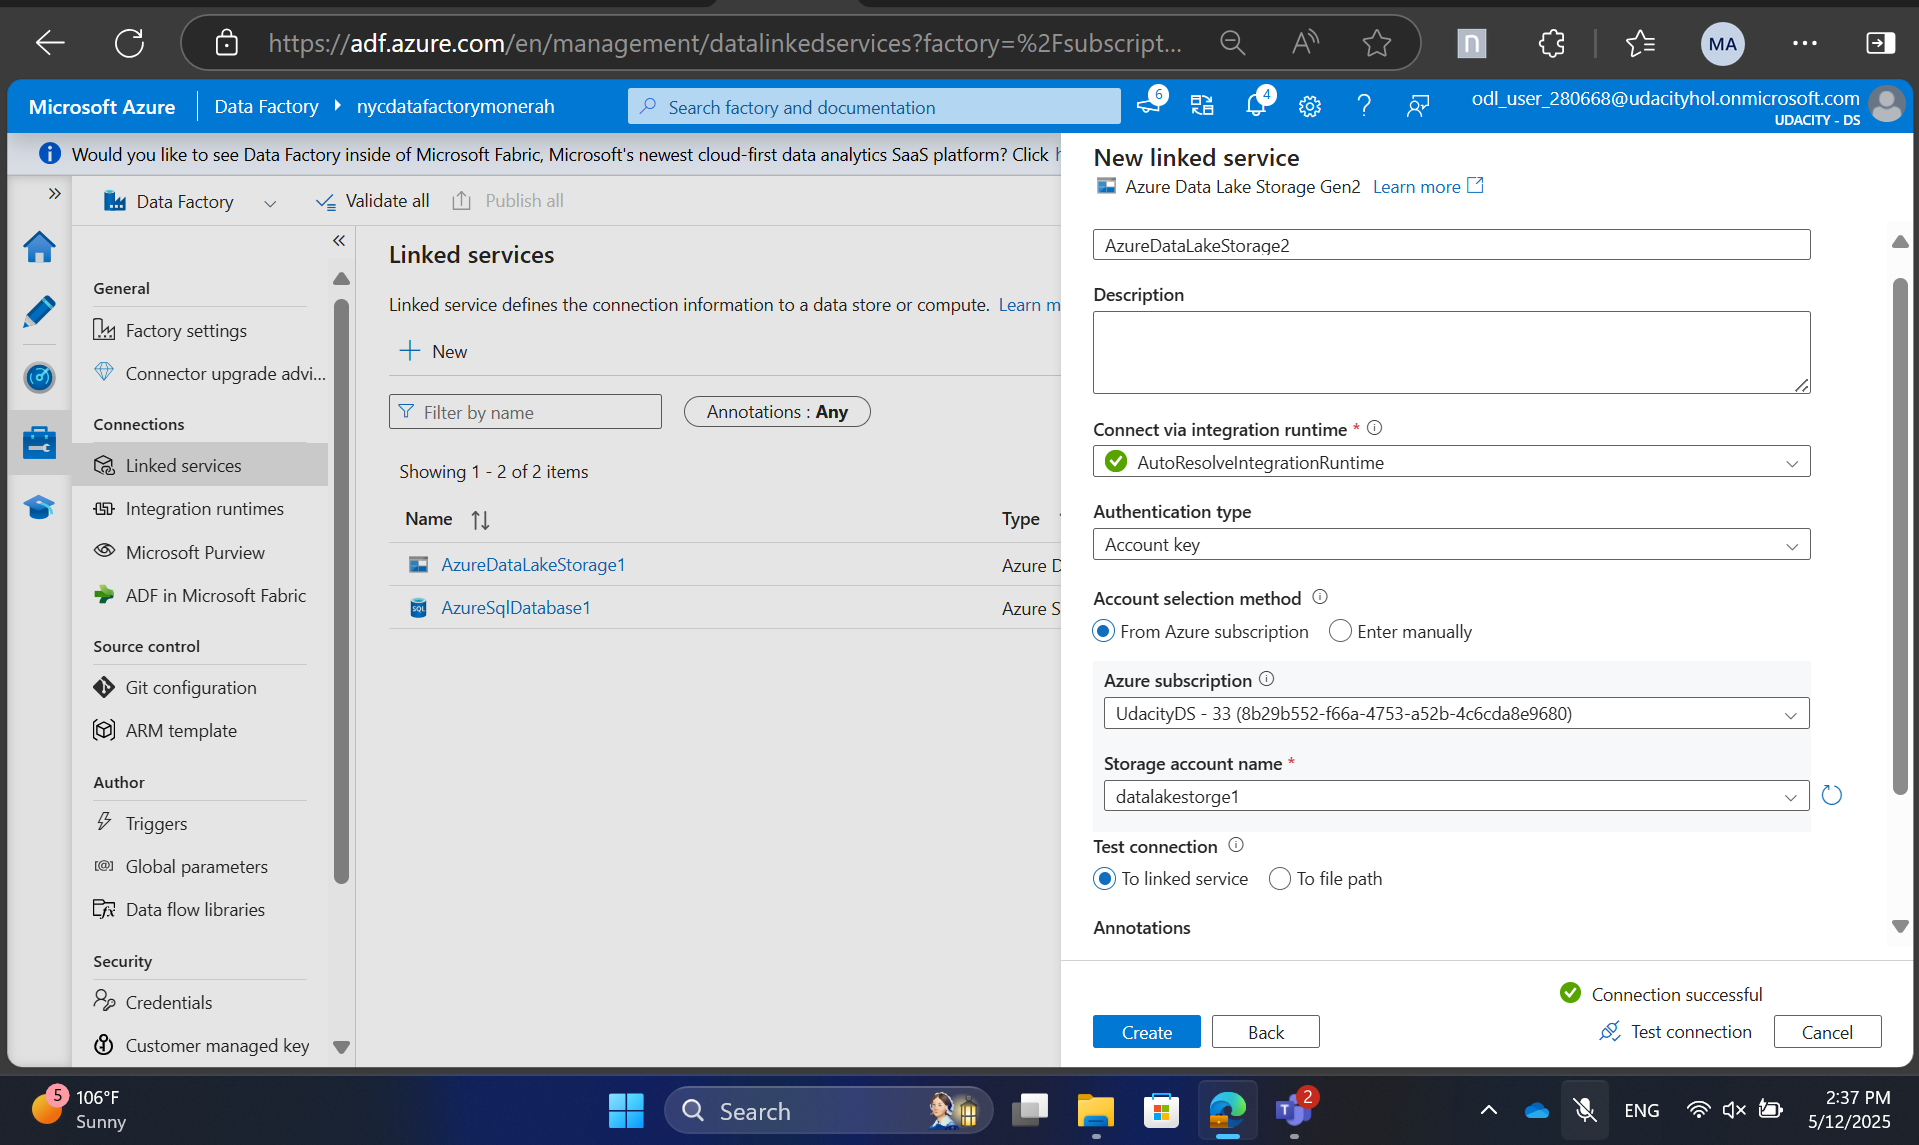 https://adf.azure.com/en/management/datalinkedservices?factory=%2Fsubscript...
n
MA
Microsoft Azure
Data Factory
nycdatafactorymonerah
Search factory and documentation
6
4
odl_user_280668@udacityhol.onmicrosoft.com
UDACITY - DS
Would you like to see Data Factory inside of Microsoft Fabric, Microsoft's newest cloud-first data analytics SaaS platform? Click
Data Factory
Validate all
Publish all
General
Factory settings
Connector upgrade advi...
Connections
Linked services
Integration runtimes
Microsoft Purview
ADF in Microsoft Fabric
Source control
Git configuration
ARM template
Author
Triggers
Global parameters
Data flow libraries
Security
Credentials
Customer managed key
Linked services
Linked service defines the connection information to a data store or compute. Learn m
New
Filter by name
Annotations : Any
Showing 1 - 2 of 2 items
Name
Type
AzureDataLakeStorage1
Azure D
SQL
AzureSqlDatabase1
Azure S
New linked service
Azure Data Lake Storage Gen2 Learn more
AzureDataLakeStorage2
Description
Connect via integration runtime *
AutoResolveIntegrationRuntime
Authentication type
Account key
Account selection method
From Azure subscription
Enter manually
Azure subscription
UdacityDS - 33 (8b29b552-f66a-4753-a52b-4c6cda8e9680)
Storage account name *
datalakestorge1
Test connection
To linked service
To file path
Annotations
Connection successful
Create
Back
Test connection
Cancel
5
106°F
Sunny
Search
2
ENG
2:37 PM
5/12/2025